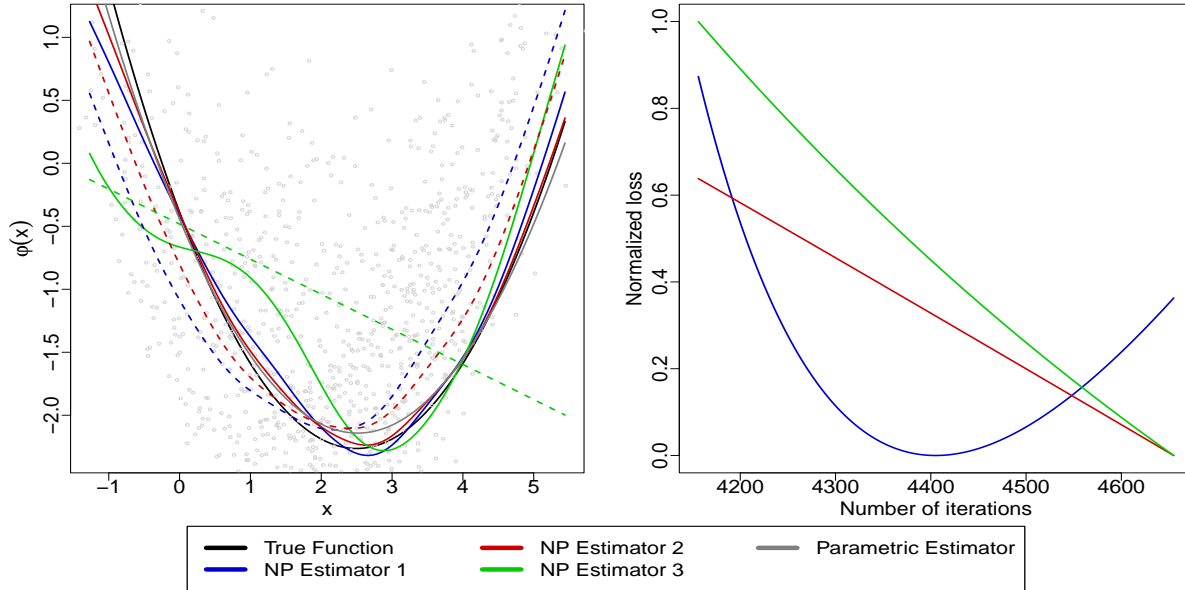 1.0
0.5
0.0
−0.5
−1.0
−1.5
−2.0
φ(x)
−1 0 1 2 3 4 5
x
1.0
0.8
0.6
0.4
0.2
0.0
Normalized loss
4200 4300 4400 4500 4600
Number of iterations
True Function NP Estimator 2 Parametric Estimator
NP Estimator 1 NP Estimator 3